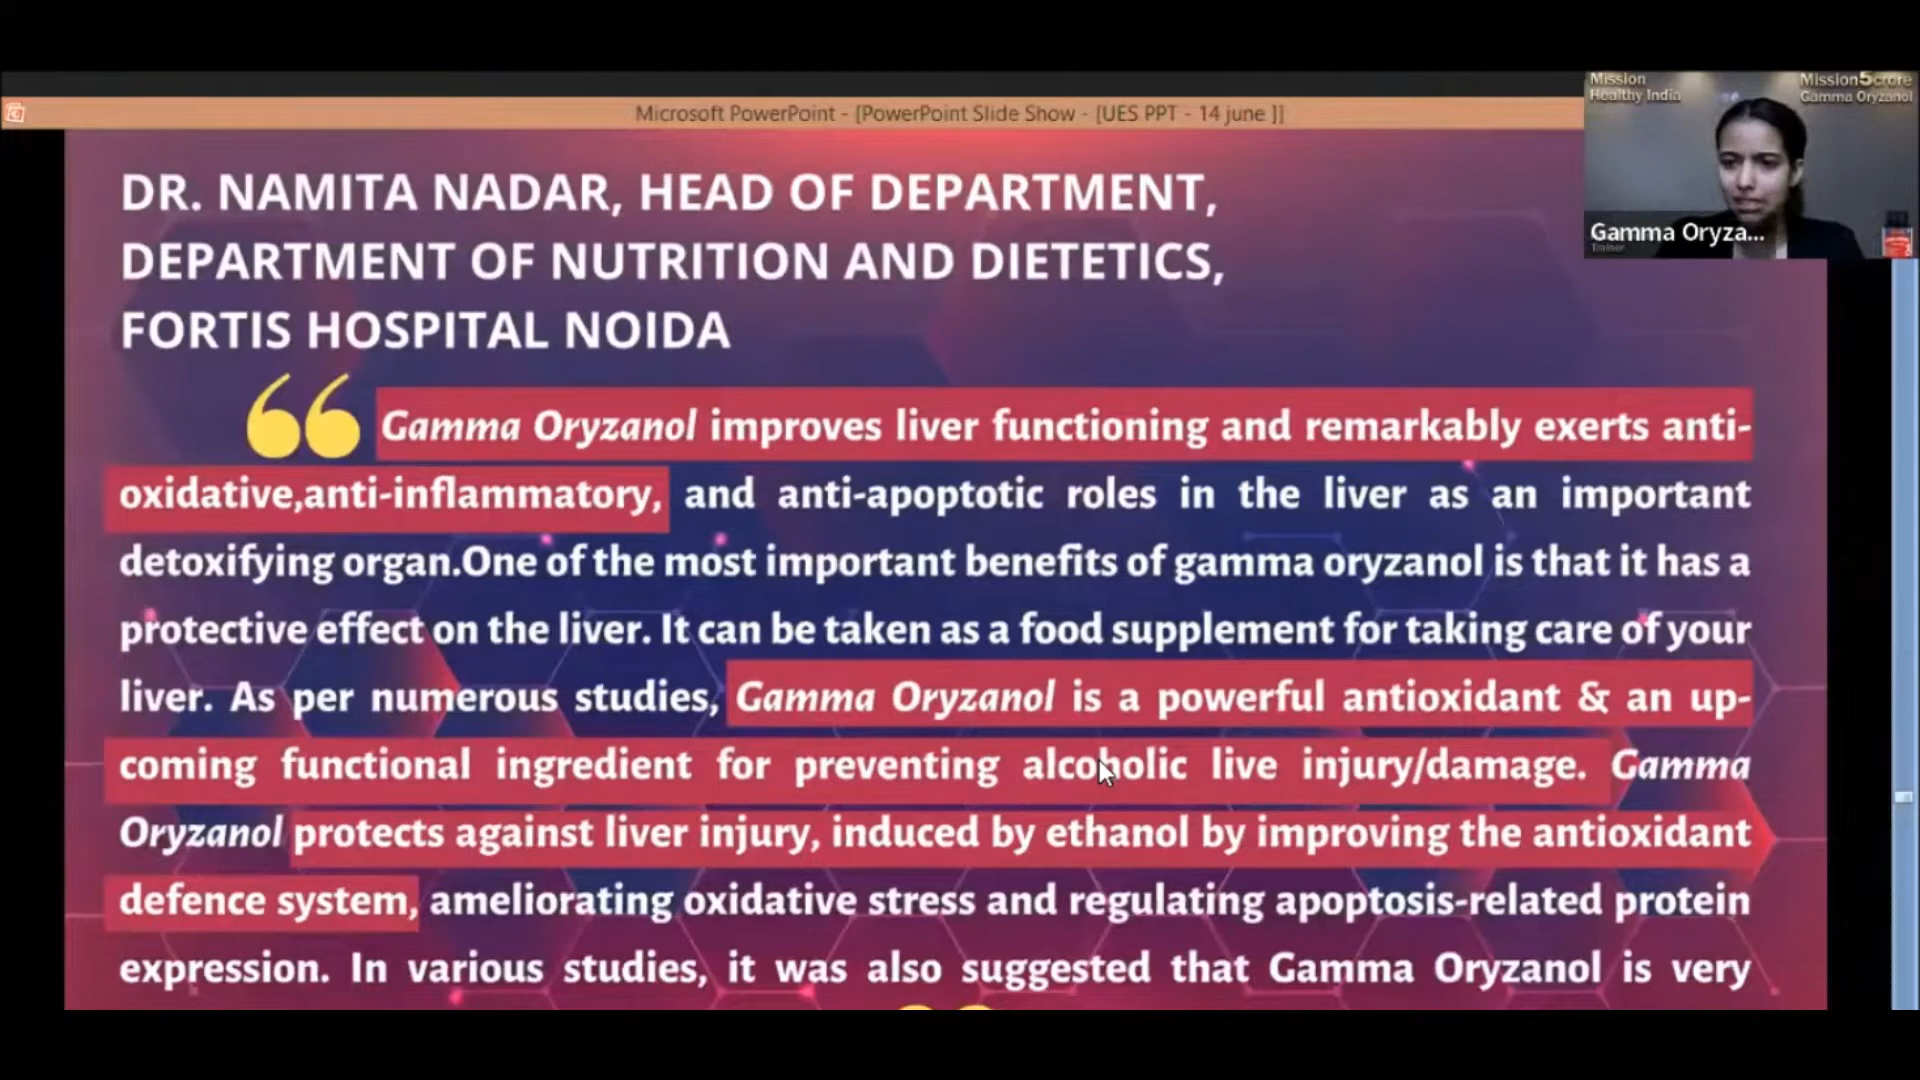 Mission
Healthy India
Mission 5 crore
Gamma Oryzanol
Microsoft PowerPoint - [PowerPoint Slide Show - [UES PPT - 14 june ]]
Gamma Oryza...
Trainer
DR. NAMITA NADAR, HEAD OF DEPARTMENT,
DEPARTMENT OF NUTRITION AND DIETETICS,
FORTIS HOSPITAL NOIDA
“Gamma Oryzanol improves liver functioning and remarkably exerts anti-
oxidative,anti-inflammatory, and anti-apoptotic roles in the liver as an important
detoxifying organ.One of the most important benefits of gamma oryzanol is that it has a
protective effect on the liver. It can be taken as a food supplement for taking care of your
liver. As per numerous studies, Gamma Oryzanol is a powerful antioxidant & an up-
coming functional ingredient for preventing alcoholic live injury/damage. Gamma
Oryzanol protects against liver injury, induced by ethanol by improving the antioxidant
defence system, ameliorating oxidative stress and regulating apoptosis-related protein
expression. In various studies, it was also suggested that Gamma Oryzanol is very